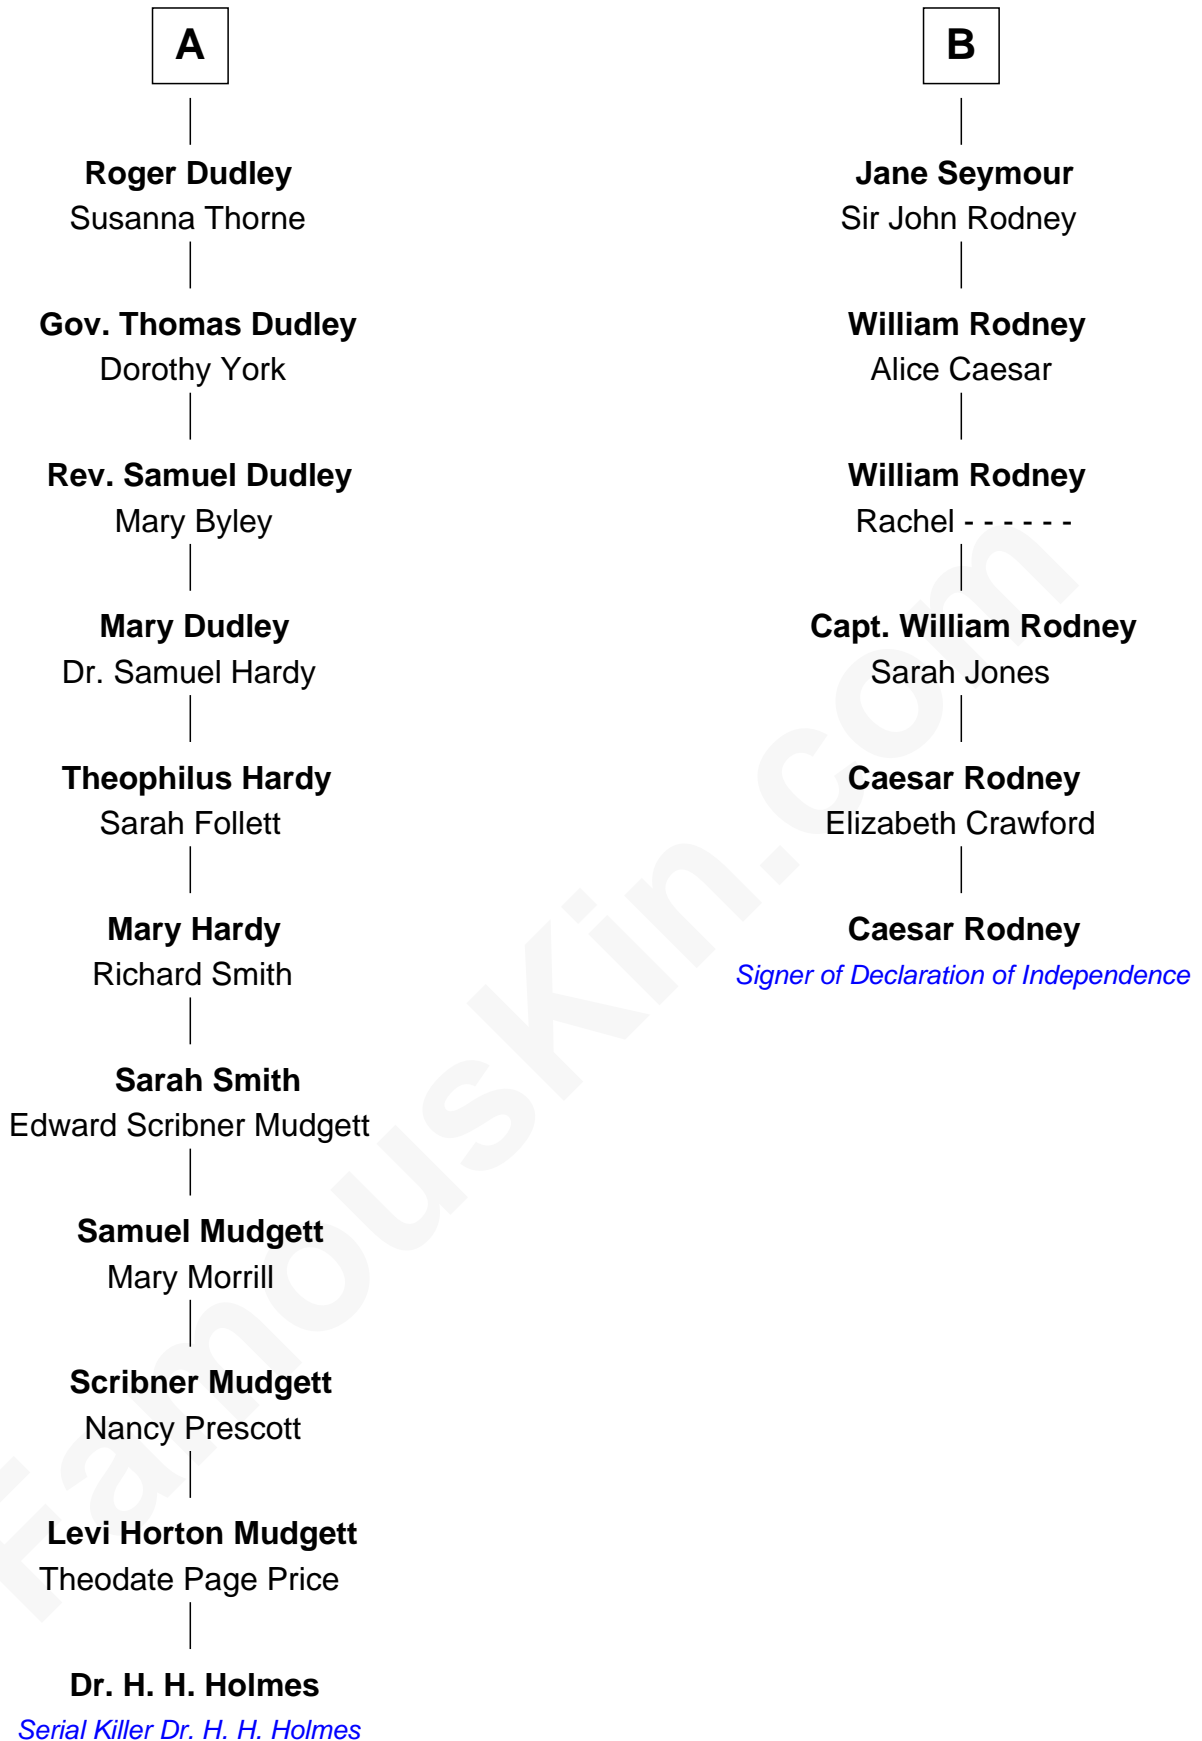 A
Roger Dudley
Susanna Thorne
Gov. Thomas Dudley
Dorothy York
Rev. Samuel Dudley
Mary Byley
Mary Dudley
Dr. Samuel Hardy
Theophilus Hardy
Sarah Follett
Mary Hardy
Richard Smith
Sarah Smith
Edward Scribner Mudgett
Samuel Mudgett
Mary Morrill
Scribner Mudgett
Nancy Prescott
Levi Horton Mudgett
Theodate Page Price
Dr. H. H. Holmes
Serial Killer Dr. H. H. Holmes
B
Jane Seymour
Sir John Rodney
William Rodney
Alice Caesar
William Rodney
Rachel - - - - - -
Capt. William Rodney
Sarah Jones
Caesar Rodney
Elizabeth Crawford
Caesar Rodney
Signer of Declaration of Independence
FamousKin.com